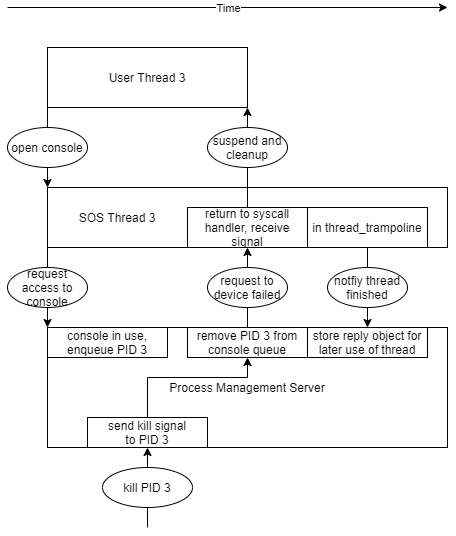 Time
User Thread 3
open console
suspend and
cleanup
SOS Thread 3
return to syscall
handler, receive
signal
in thread_trampoline
request
access to
console
request to
device failed
notfiy thread
finished
console in use,
enqueue PID 3
remove PID 3 from
console queue
store reply object for
later use of thread
Process Management Server
send kill signal
to PID 3
kill PID 3